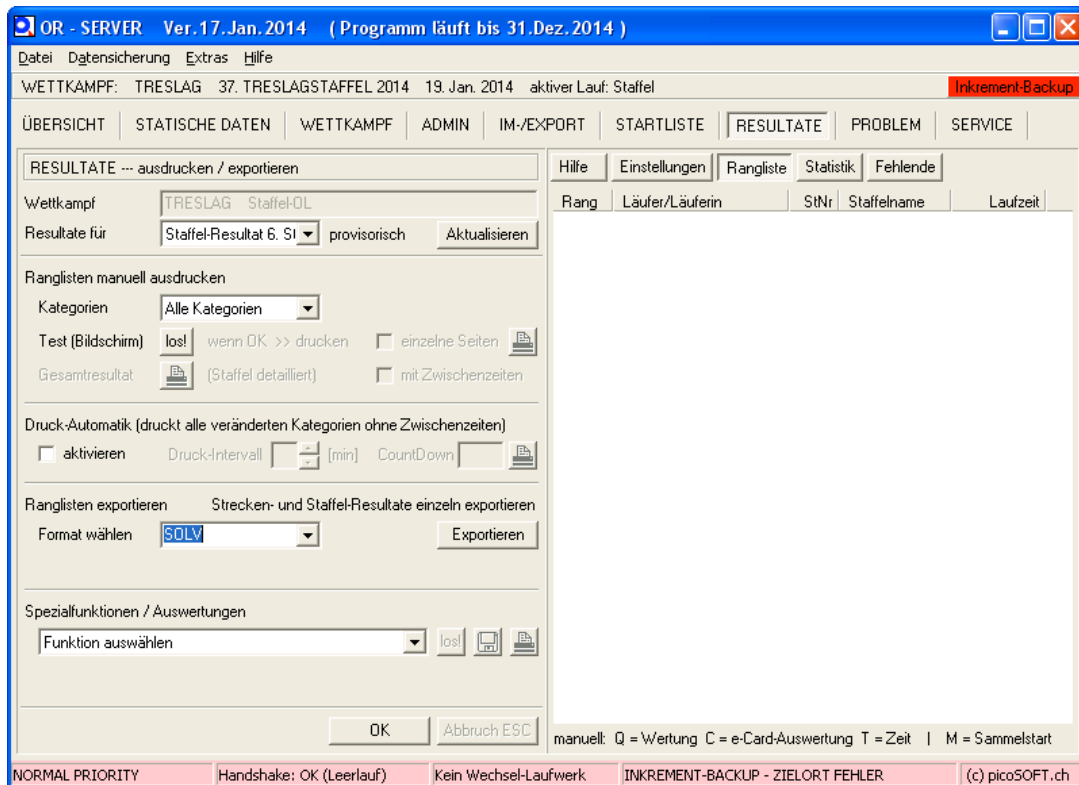 OR - SERVER Ver.17.Jan.2014 ( Programm läuft bis 31.Dez.2014 )
Datei Datensicherung Extras Hilfe
WETTKAMPF: TRESLAG 37. TRESLAGSTAFFEL 2014 19. Jan. 2014 aktiver Lauf: Staffel Inkrement-Backup
ÜBERSICHT STATISCHE DATEN WETTKAMPF ADMIN IM-/EXPORT STARTLISTE RESULTATE PROBLEM SERVICE
RESULTATE --- ausdrucken / exportieren
Wettkampf TRESLAG Staffel-OL
Resultate für Staffel-Resultat 6. St provisorisch Aktualisieren
Ranglisten manuell ausdrucken
Kategorien Alle Kategorien
Test (Bildschirm) los! wenn OK >> drucken einzelne Seiten
Gesamtresultat (Staffel detailliert) mit Zwischenzeiten
Druck-Automatik (druckt alle veränderten Kategorien ohne Zwischenzeiten)
aktivieren Druck-Intervall [min] CountDown
Ranglisten exportieren Strecken- und Staffel-Resultate einzeln exportieren
Format wählen SOLV Exportieren
Spezialfunktionen / Auswertungen
Funktion auswählen los!
OK Abbruch ESC
Hilfe Einstellungen Rangliste Statistik Fehlende
Rang Läufer/Läuferin StNr Staffelname Laufzeit
manuell: Q = Wertung C = e-Card-Auswertung T = Zeit | M = Sammelstart
NORMAL PRIORITY Handshake: OK (Leerlauf) Kein Wechsel-Laufwerk INKREMENT-BACKUP - ZIELORT FEHLER (c) picoSOFT.ch